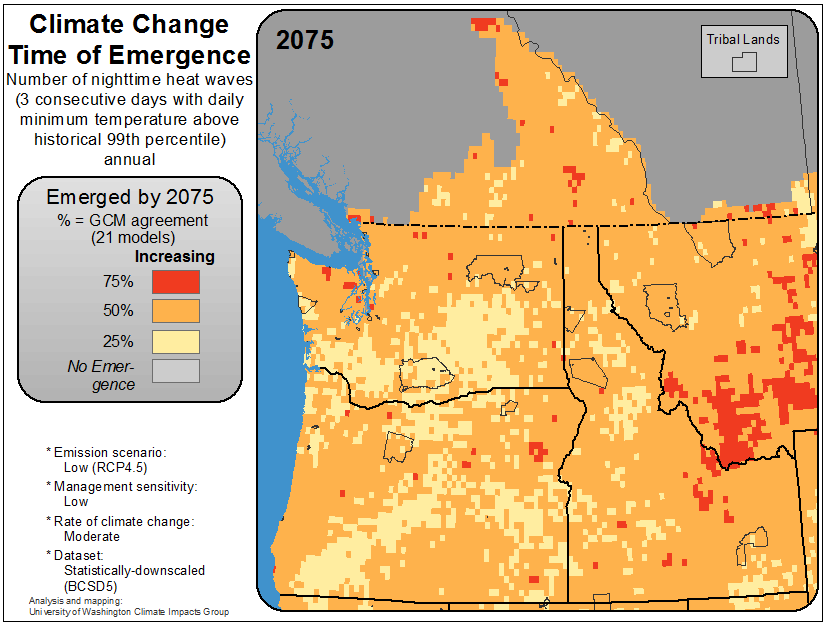 Climate Change
Time of Emergence
Number of nighttime heat waves
(3 consecutive days with daily
minimum temperature above
historical 99th percentile)
annual
Emerged by 2075
% = GCM agreement
(21 models)
Increasing
75%
50%
25%
No Emer-
gence
* Emission scenario:
Low (RCP4.5)
* Management sensitivity:
Low
* Rate of climate change:
Moderate
* Dataset:
Statistically-downscaled
(BCSD5)
Analysis and mapping:
University of Washington Climate Impacts Group
2075
Tribal Lands